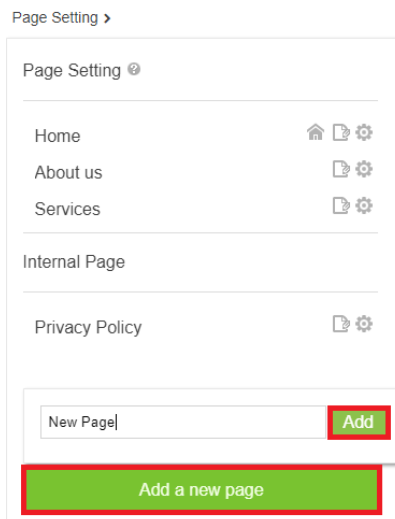 Page Setting >
Page Setting ?
Home
About us
Services
Internal Page
Privacy Policy
New Page Add
Add a new page